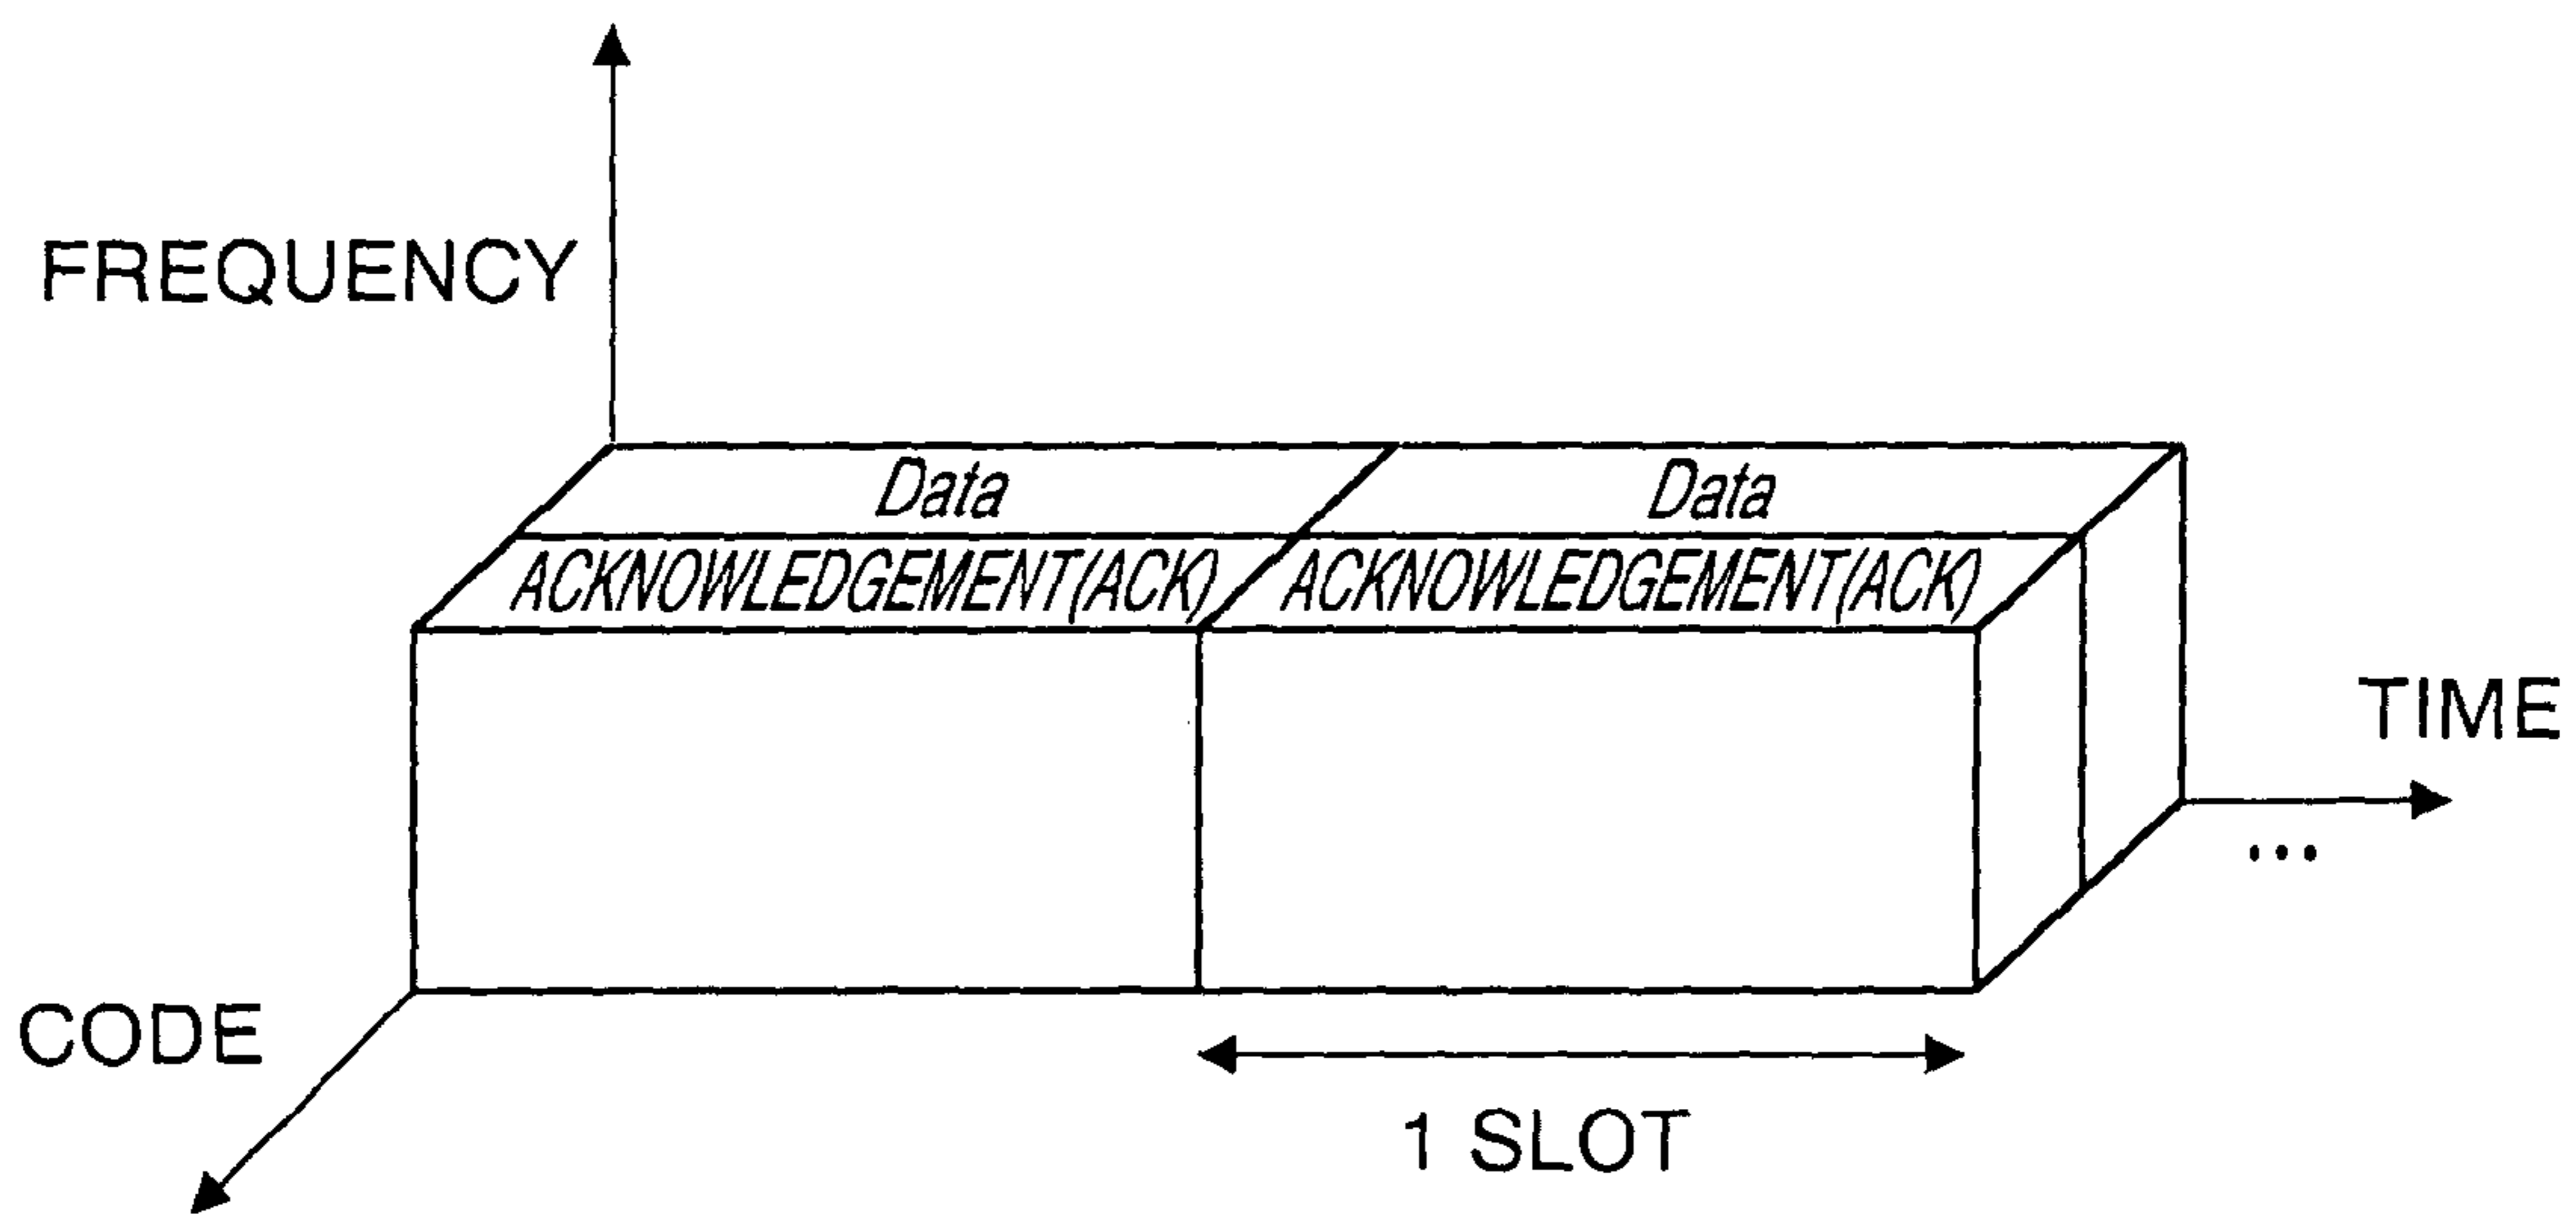 FREQUENCY
Data Data
ACKNOWLEDGEMENT(ACK) ACKNOWLEDGEMENT(ACK)
TIME
...
CODE
1 SLOT